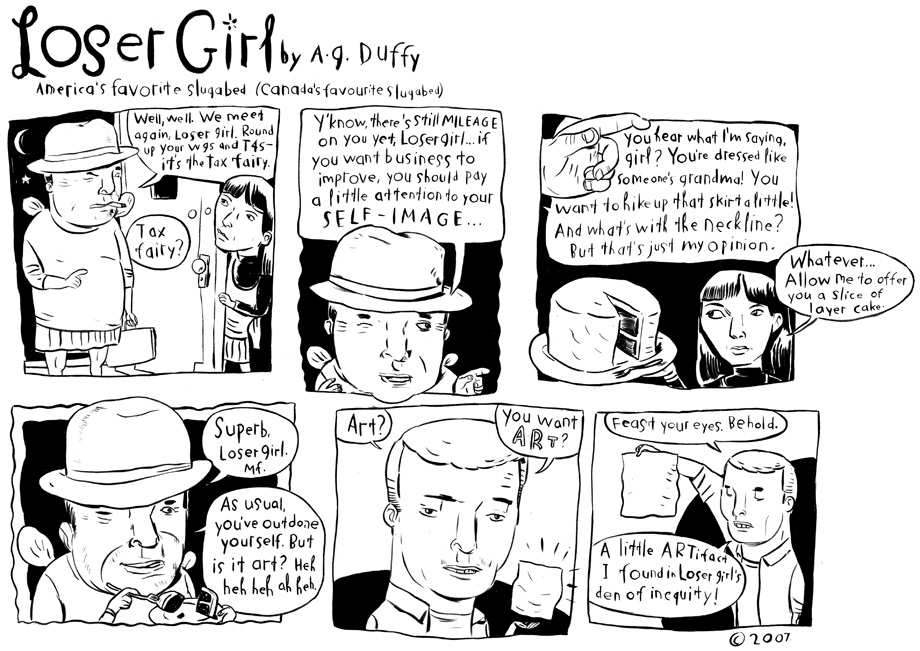 Loser Girl by A.G. Duffy
America's favorite slugabed (Canada's favourite slugabed)
Well, well. We meet
again, Loser girl. Round
up your W9s and T4s-
it's the Tax fairy.
Tax
fairy?
Y'know, there's still MILEAGE
on you yet, Losergirl... if
you want business to
improve, you should pay
a little attention to your
SELF-IMAGE...
You hear what I'm saying,
girl? You're dressed like
someone's grandma! You
want to hike up that skirt a little!
And what's with the neckline?
But that's just my opinion.
Whatever...
Allow me to offer
you a slice of
layer cake.
Superb,
Loser girl.
Mf.
As usual,
you've outdone
yourself. But
is it art? Heh
heh heh ah heh.
Art?
You want
ART?
Feast your eyes. Behold.
A little ARTifact
I found in Loser girl's
den of inequity!
© 2007